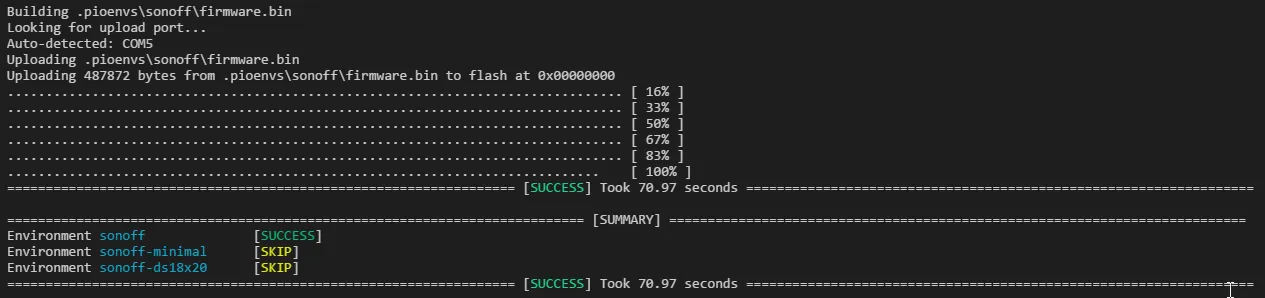 Building .pioenvs\sonoff\firmware.bin
Looking for upload port...
Auto-detected: COM5
Uploading .pioenvs\sonoff\firmware.bin
Uploading 487872 bytes from .pioenvs\sonoff\firmware.bin to flash at 0x00000000
................................................................................ [ 16% ]
................................................................................ [ 33% ]
................................................................................ [ 50% ]
................................................................................ [ 67% ]
................................................................................ [ 83% ]
............................................................................. [ 100% ]
================================================================== [SUCCESS] Took 70.97 seconds ==================================================================

=========================================================================== [SUMMARY] ===========================================================================
Environment sonoff [SUCCESS]
Environment sonoff-minimal [SKIP]
Environment sonoff-ds18x20 [SKIP]
================================================================== [SUCCESS] Took 70.97 seconds ==================================================================